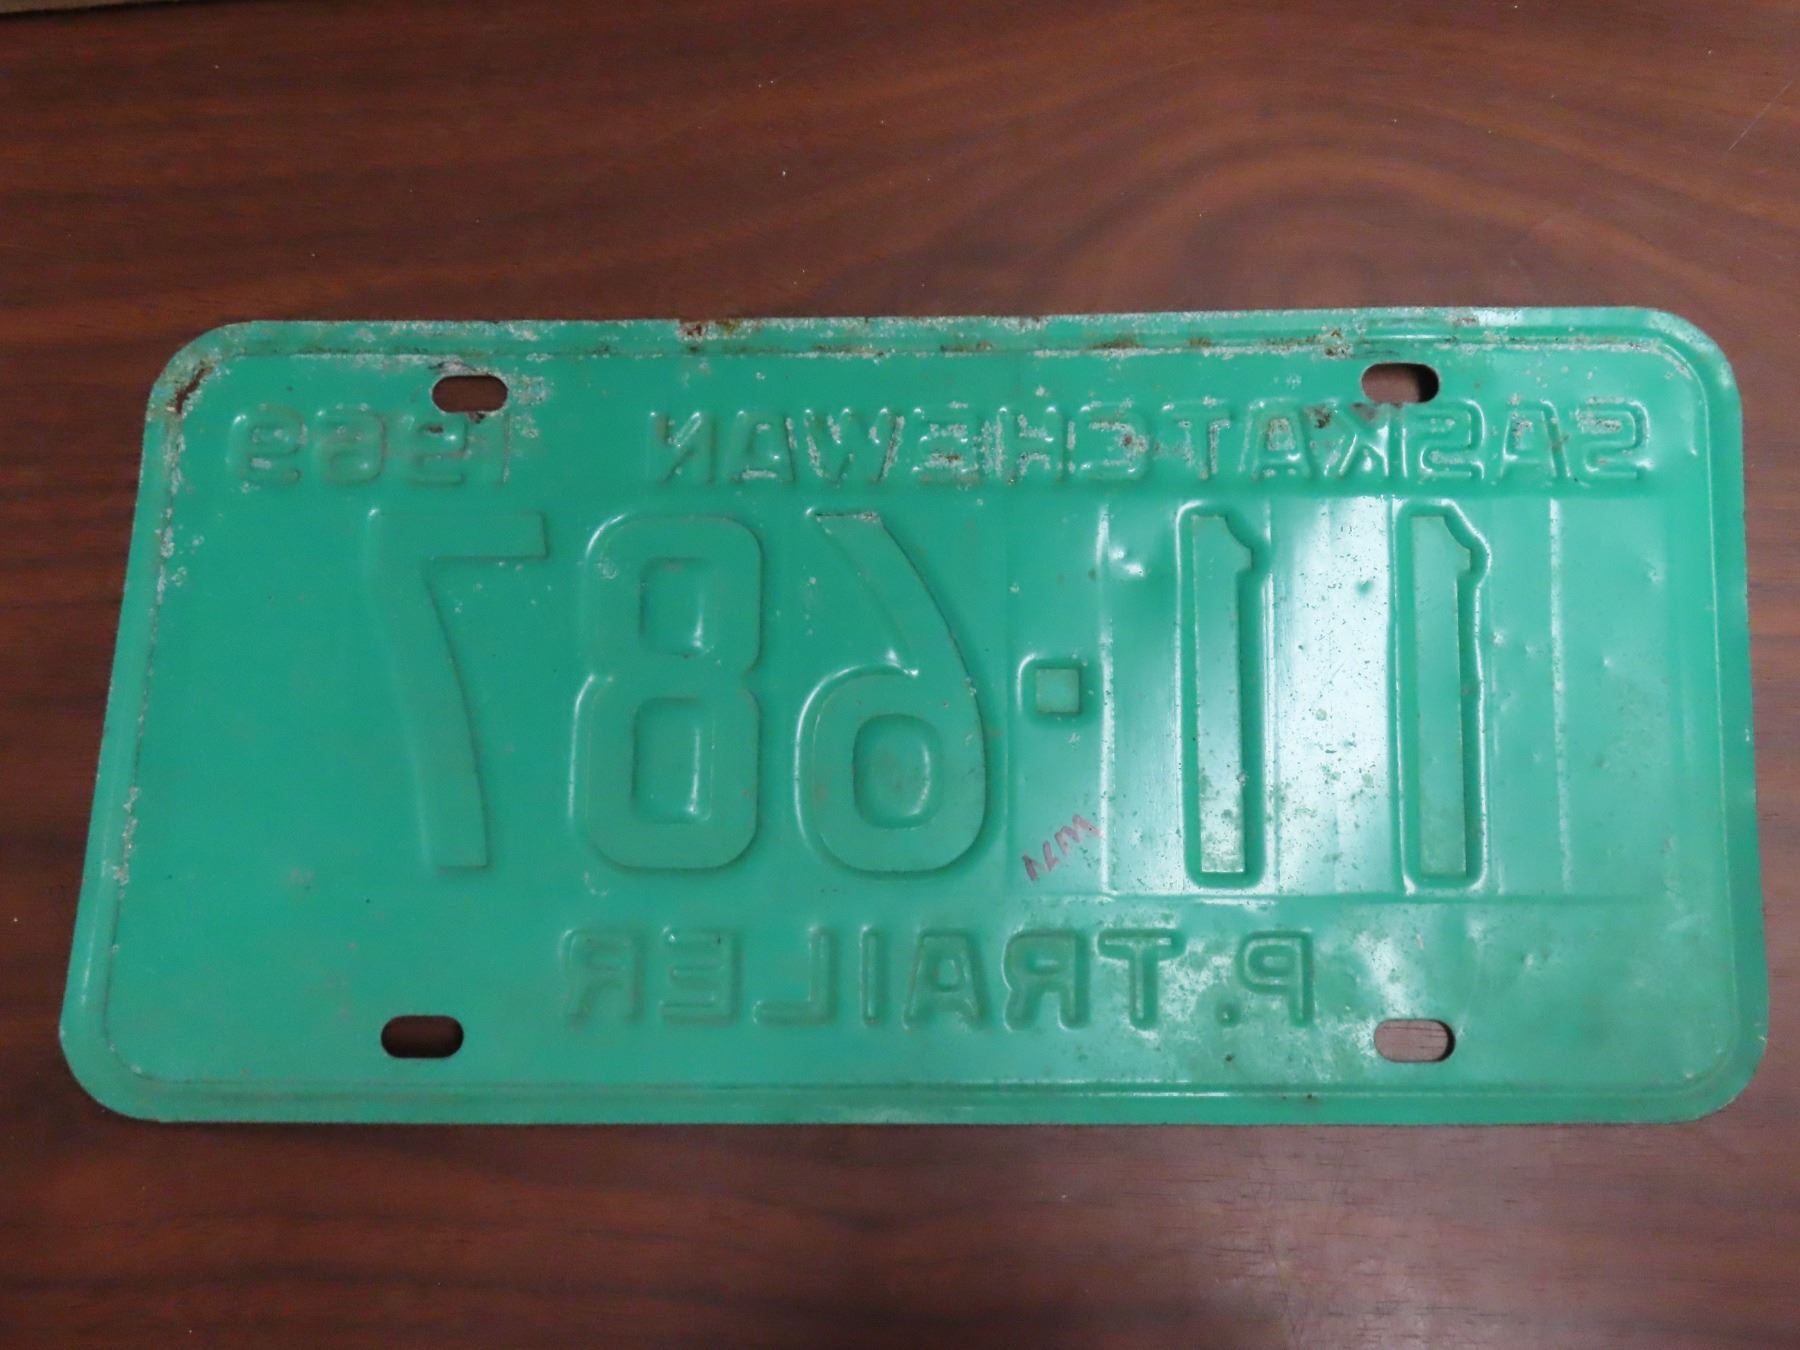 SASKATCHEWAN 1969
11·687
P. TRAILER